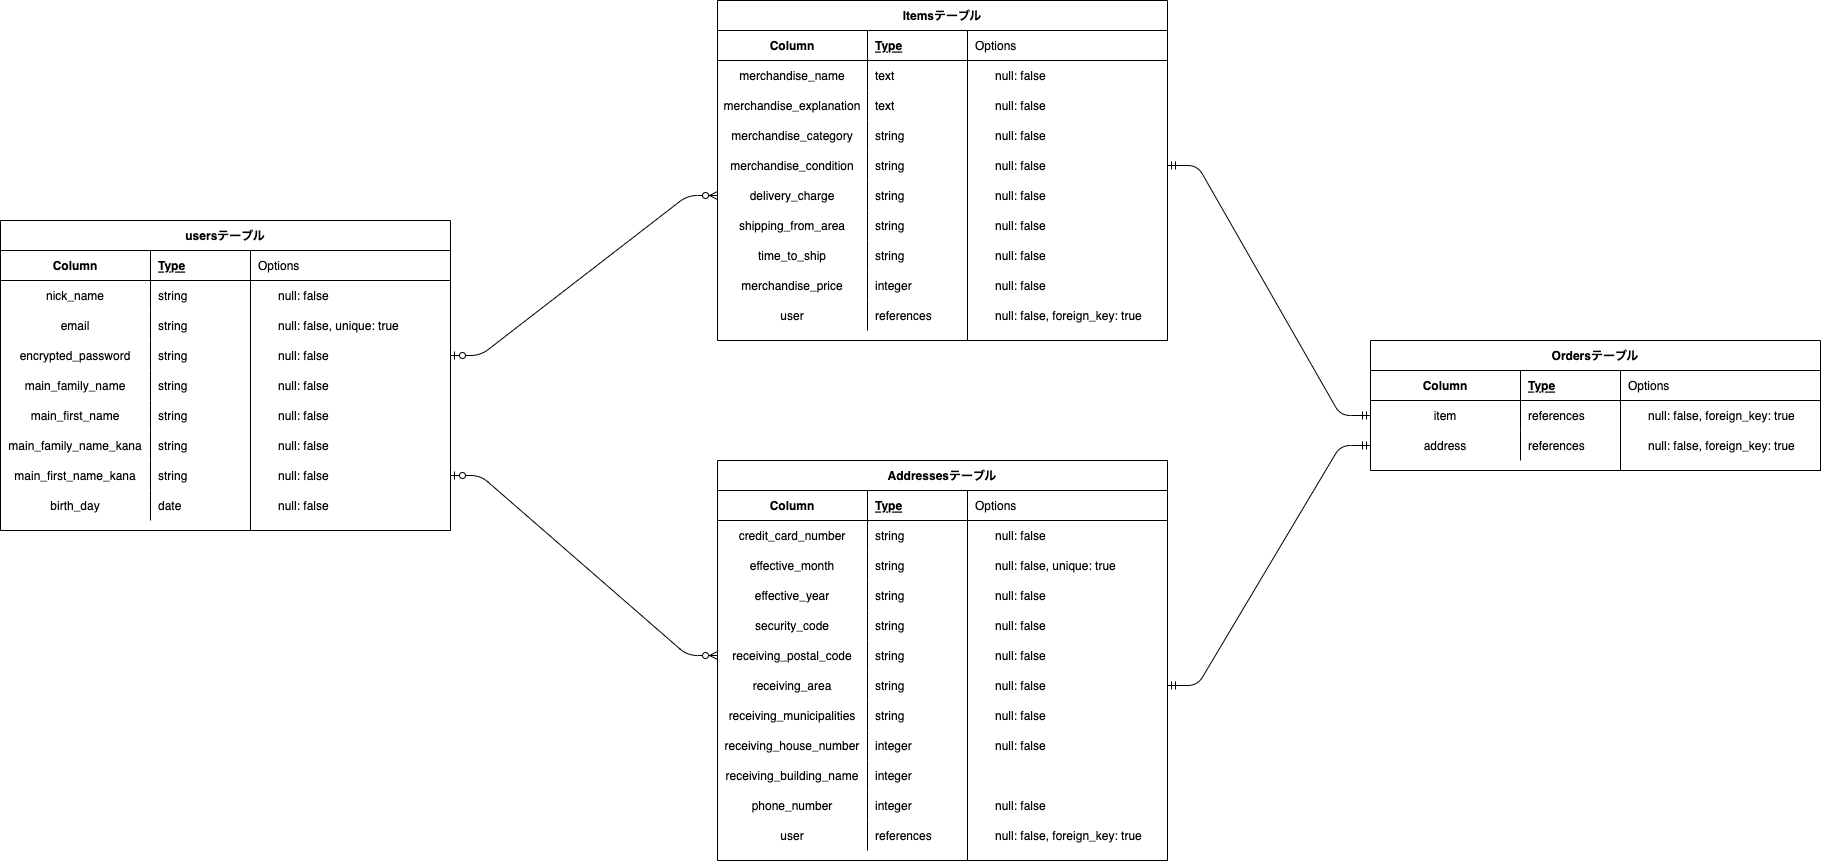 Itemsテーブル
Column Type Options
merchandise_name text null: false
merchandise_explanation text null: false
merchandise_category string null: false
merchandise_condition string null: false
delivery_charge string null: false
shipping_from_area string null: false
time_to_ship string null: false
merchandise_price integer null: false
user references null: false, foreign_key: true
usersテーブル
Column Type Options
nick_name string null: false
email string null: false, unique: true
encrypted_password string null: false
main_family_name string null: false
main_first_name string null: false
main_family_name_kana string null: false
main_first_name_kana string null: false
birth_day date null: false
Ordersテーブル
Column Type Options
item references null: false, foreign_key: true
address references null: false, foreign_key: true
Addressesテーブル
Column Type Options
credit_card_number string null: false
effective_month string null: false, unique: true
effective_year string null: false
security_code string null: false
receiving_postal_code string null: false
receiving_area string null: false
receiving_municipalities string null: false
receiving_house_number integer null: false
receiving_building_name integer
phone_number integer null: false
user references null: false, foreign_key: true